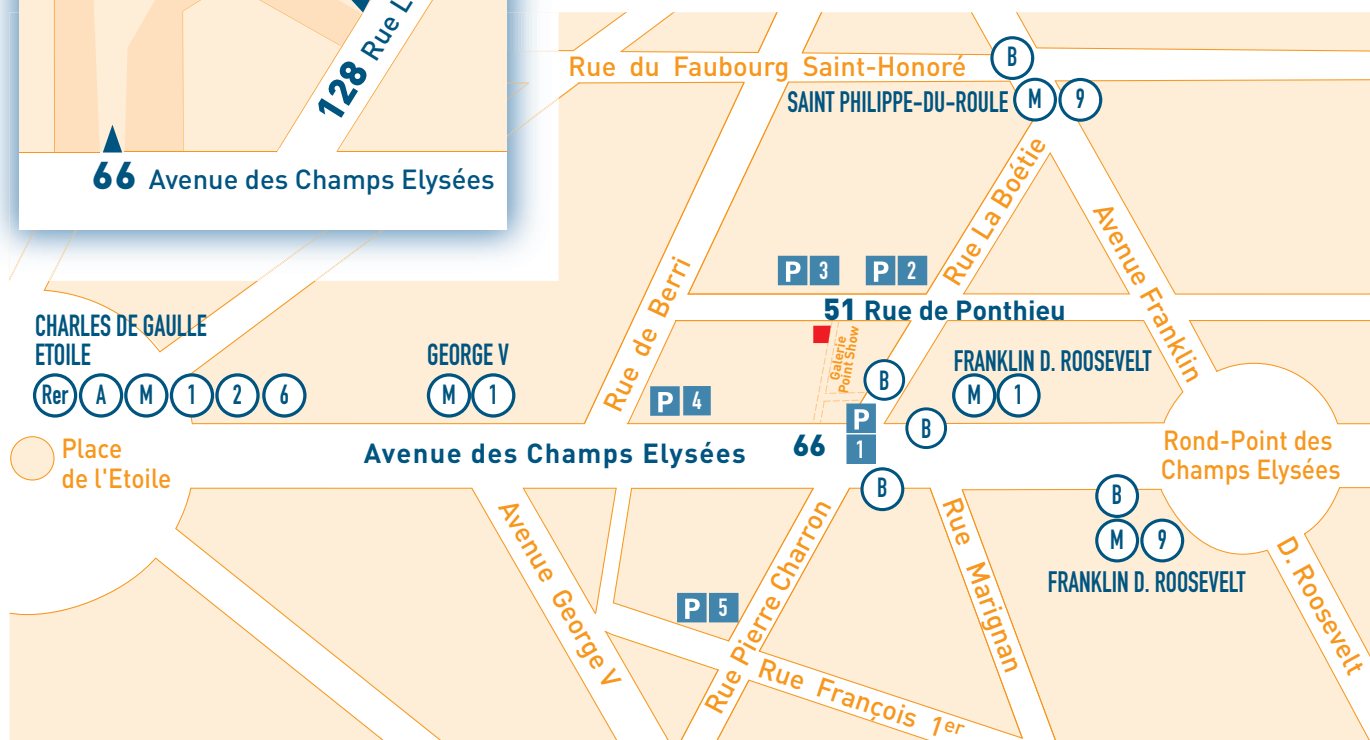 128 Rue L
66 Avenue des Champs Elysées
Rue du Faubourg Saint-Honoré
B
SAINT PHILIPPE-DU-ROULE M 9
Rue La Boétie
Avenue Franklin
Rue de Berri
P 3
P 2
51 Rue de Ponthieu
Galerie
Point Show
CHARLES DE GAULLE
ETOILE
Rer A M 1 2 6
GEORGE V
M 1
P 4
B
FRANKLIN D. ROOSEVELT
M 1
Place
de l'Etoile
Avenue des Champs Elysées
66
P
1
B
B
Rond-Point des
Champs Elysées
B
M 9
FRANKLIN D. ROOSEVELT
Avenue George V
P 5
Rue Pierre Charron
Rue Marignan
D. Roosevelt
Rue François 1er